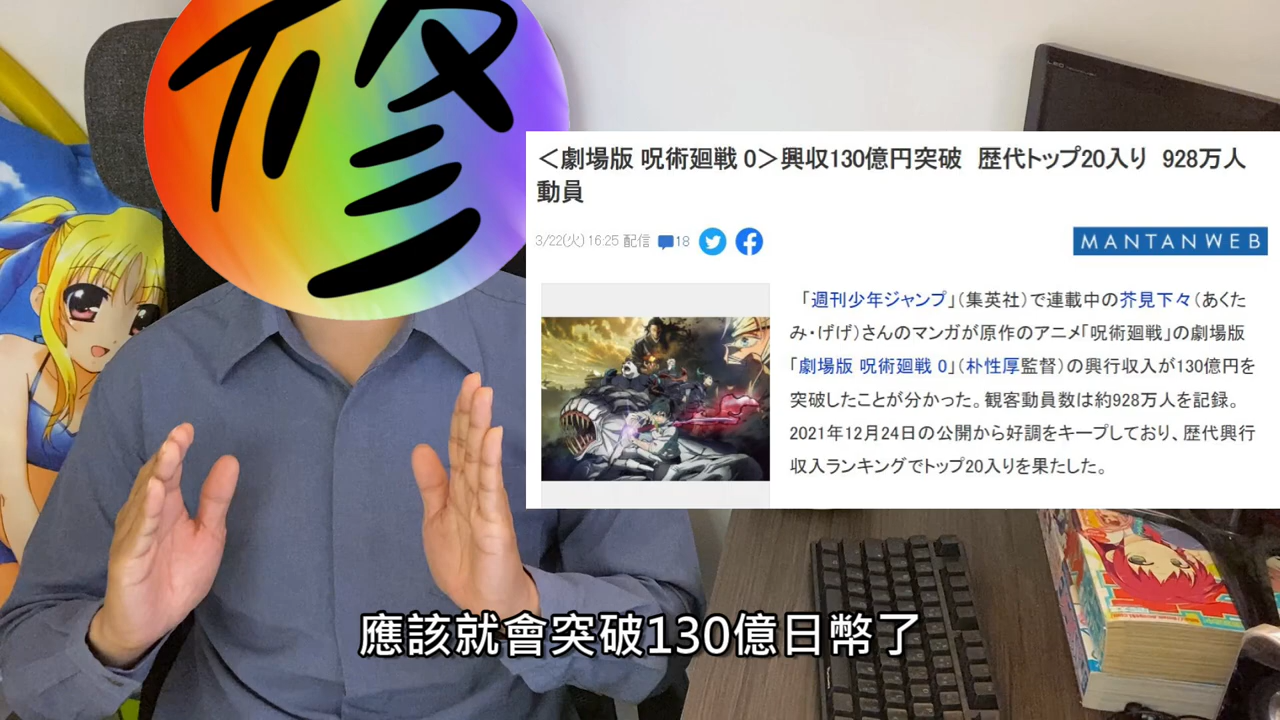 修
＜劇場版 呪術廻戦 0＞興収130億円突破 歴代トップ20入り 928万人
動員
3/22(火) 16:25 配信 18
MANTANWEB
「週刊少年ジャンプ」(集英社)で連載中の芥見下々(あくた
み・げげ)さんのマンガが原作のアニメ「呪術廻戦」の劇場版
「劇場版 呪術廻戦 0」(朴性厚監督)の興行収入が130億円を
突破したことが分かった。観客動員数は約928万人を記録。
2021年12月24日の公開から好調をキープしており、歴代興行
収入ランキングでトップ20入りを果たした。
應該就會突破130億日幣了